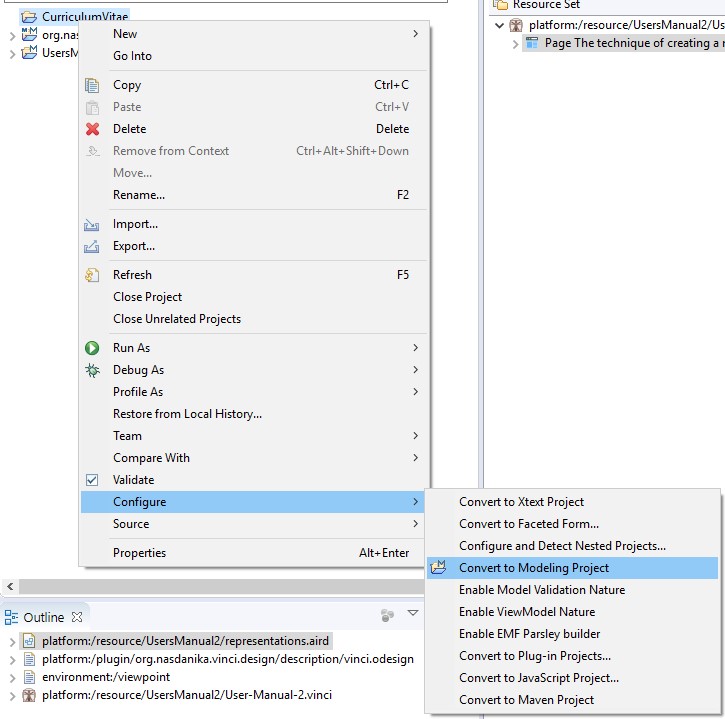 CurriculumVitae
org.nas
UsersM
New
Go Into
Copy Ctrl+C
Paste Ctrl+V
Delete Delete
Remove from Context Ctrl+Alt+Shift+Down
Move...
Rename... F2
Import...
Export...
Refresh F5
Close Project
Close Unrelated Projects
Run As
Debug As
Profile As
Restore from Local History...
Team
Compare With
Validate
Configure
Source
Properties Alt+Enter
Resource Set
platform:/resource/UsersManual2/Us
Page The technique of creating a r
Convert to Xtext Project
Convert to Faceted Form...
Configure and Detect Nested Projects...
Convert to Modeling Project
Enable Model Validation Nature
Enable ViewModel Nature
Enable EMF Parsley builder
Convert to Plug-in Projects...
Convert to JavaScript Project...
Convert to Maven Project
Outline
platform:/resource/UsersManual2/representations.aird
platform:/plugin/org.nasdanika.vinci.design/description/vinci.odesign
environment:/viewpoint
platform:/resource/UsersManual2/User-Manual-2.vinci